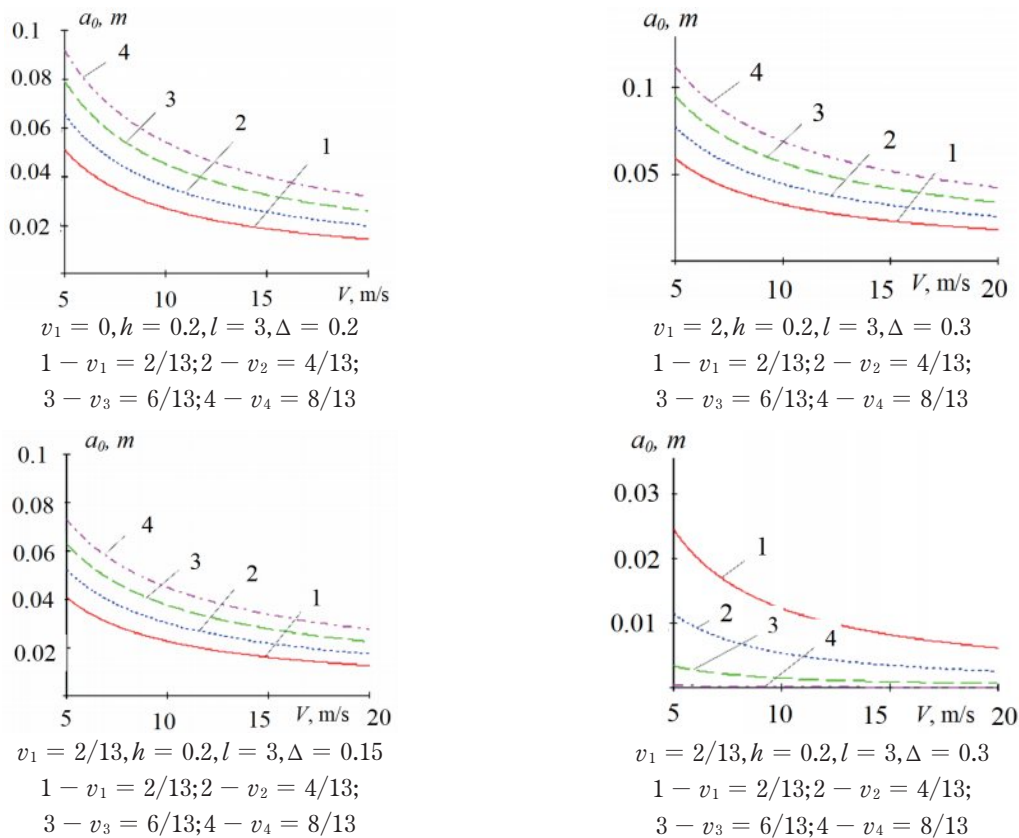 a₀, m
0.1
0.08
0.06
0.04
0.02
4
3
2
1
5 10 15 V, m/s 20
v₁ = 0, h = 0.2, l = 3, Δ = 0.2
1 − v₁ = 2/13; 2 − v₂ = 4/13;
3 − v₃ = 6/13; 4 − v₄ = 8/13
a₀, m
0.1
0.05
4
3
2
1
5 10 15 V, m/s 20
v₁ = 2, h = 0.2, l = 3, Δ = 0.3
1 − v₁ = 2/13; 2 − v₂ = 4/13;
3 − v₃ = 6/13; 4 − v₄ = 8/13
a₀, m
0.1
0.08
0.06
0.04
0.02
4
3
2
1
5 10 15 V, m/s 20
v₁ = 2/13, h = 0.2, l = 3, Δ = 0.15
1 − v₁ = 2/13; 2 − v₂ = 4/13;
3 − v₃ = 6/13; 4 − v₄ = 8/13
a₀, m
0.03
0.02
0.01
1
2
3
4
5 10 15 V, m/s 20
v₁ = 2/13, h = 0.2, l = 3, Δ = 0.3
1 − v₁ = 2/13; 2 − v₂ = 4/13;
3 − v₃ = 6/13; 4 − v₄ = 8/13